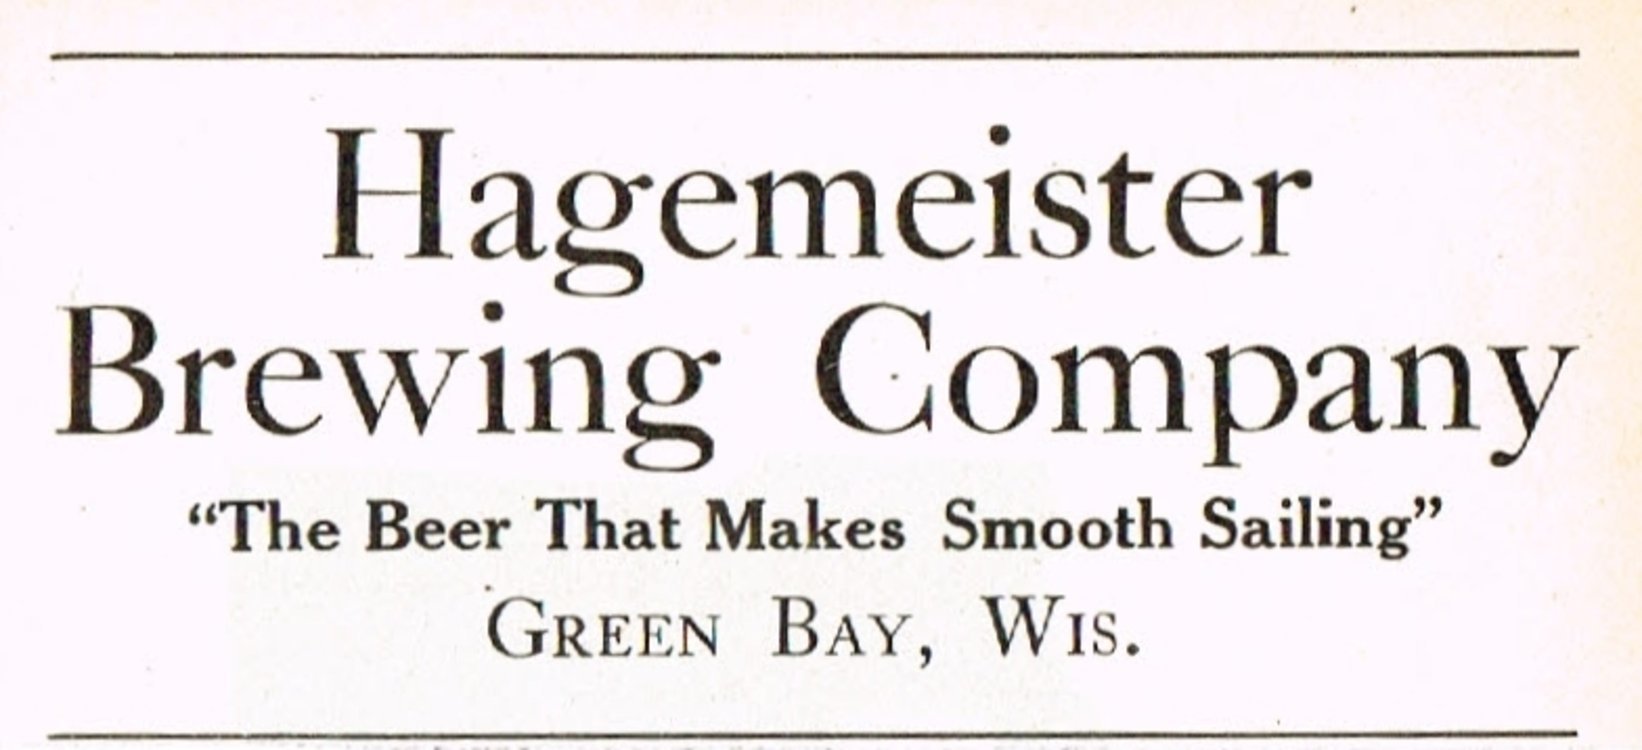 Hagemeister
Brewing Company
“The Beer That Makes Smooth Sailing”
Green Bay, Wis.